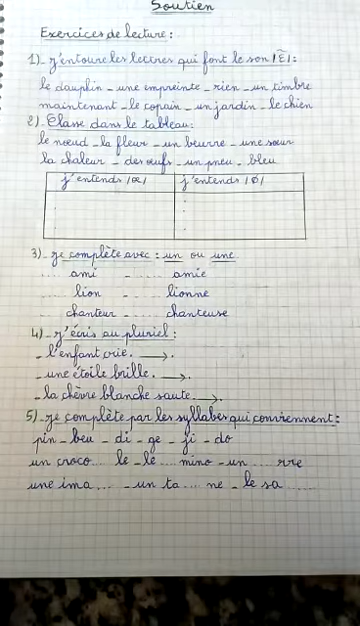 Soutien
Exercices de lecture :
1)- J'entoure les lettres qui font le son |Ẽ| :
le dauphin - une empreinte - rien - un timbre
maintenant - le copain - un jardin - le chien
2)- Classe dans le tableau :
le nœud - la fleur - un beurre - une sœur
la chaleur - des œufs - un pneu - bleu
j'entends |œ| j'entends |Ø|
3)- Je complète avec : un ou une
.... ami - .... amie
.... lion - .... lionne
.... chanteur - .... chanteuse
4)- J'écris au pluriel :
- l'enfant crie. →.
- une étoile brille. →.
- la chèvre blanche saute →.
5)- Je complète par les syllabes qui conviennent :
pin - beu - di - ge - ji - do
un croco.... le - le .... mino - un .... rre
une ima.... - un ta.... ne - le sa......